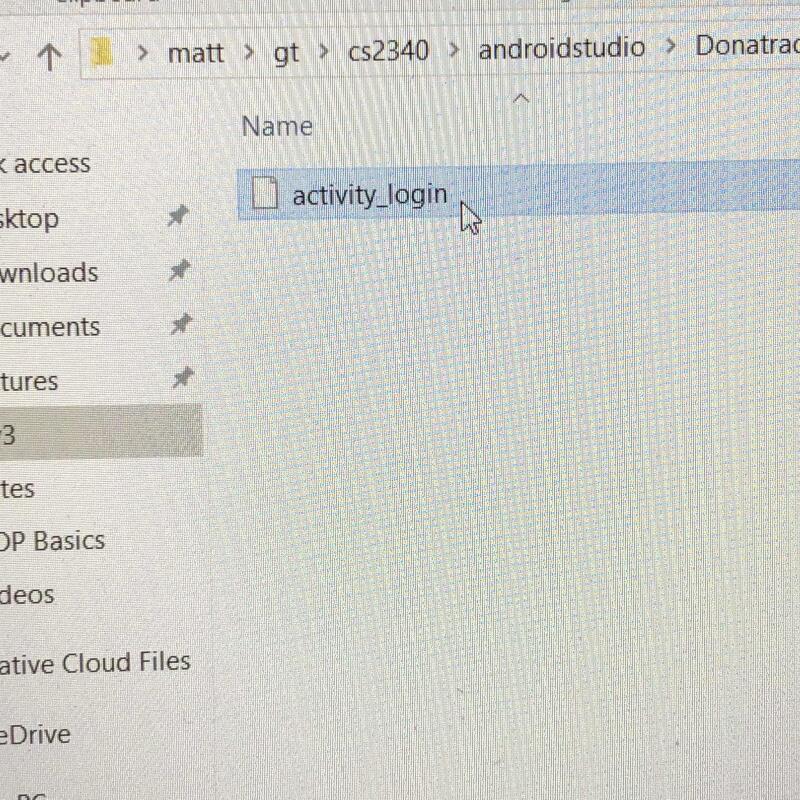 matt > gt > cs2340 > androidstudio > Donatrac
Name
k access
activity_login
sktop
wnloads
cuments
tures
3
tes
OP Basics
deos
ative Cloud Files
eDrive